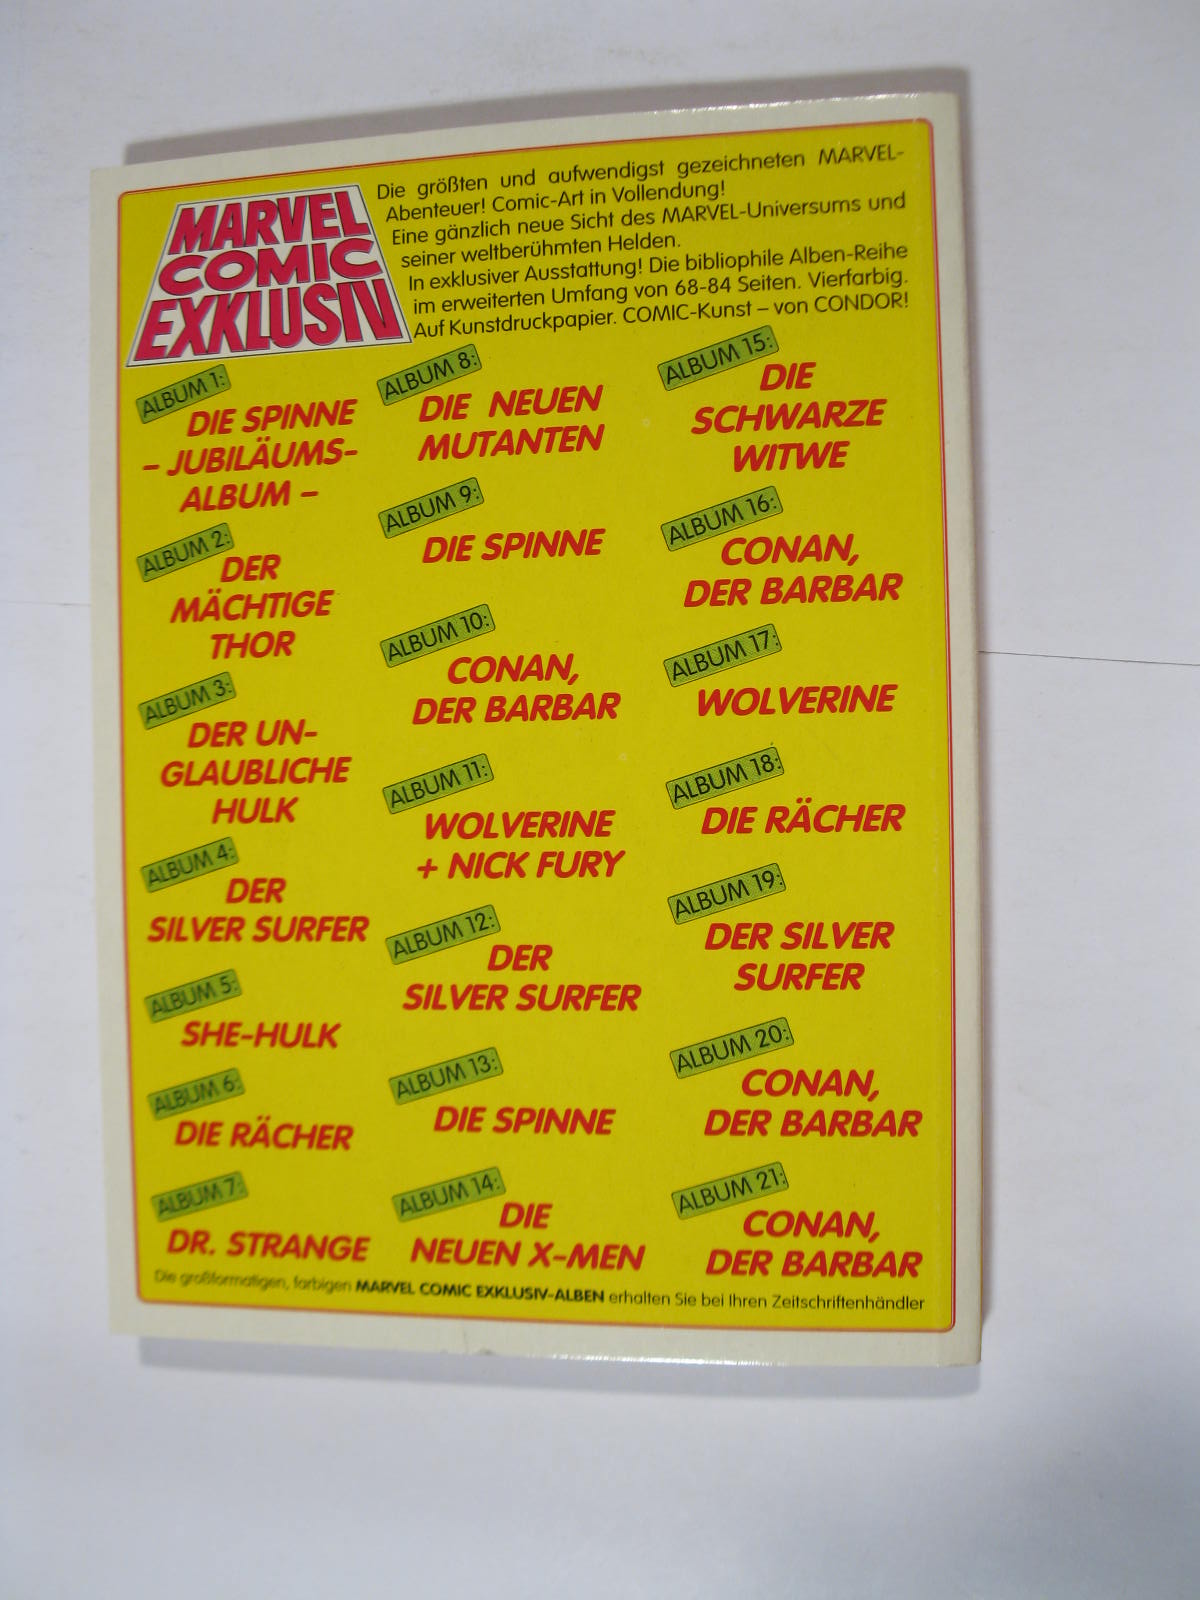 MARVEL
COMIC
EXKLUSIV
Die größten und aufwendigst gezeichneten MARVEL-
Abenteuer! Comic-Art in Vollendung!
Eine gänzlich neue Sicht des MARVEL-Universums und
seiner weltberühmten Helden.
In exklusiver Ausstattung! Die bibliophile Alben-Reihe
im erweiterten Umfang von 68-84 Seiten. Vierfarbig.
Auf Kunstdruckpapier. COMIC-Kunst – von CONDOR!
ALBUM 1:
DIE SPINNE
– JUBILÄUMS-
ALBUM –
ALBUM 2:
DER
MÄCHTIGE
THOR
ALBUM 3:
DER UN-
GLAUBLICHE
HULK
ALBUM 4:
DER
SILVER SURFER
ALBUM 5:
SHE-HULK
ALBUM 6:
DIE RÄCHER
ALBUM 7:
DR. STRANGE
ALBUM 8:
DIE NEUEN
MUTANTEN
ALBUM 9:
DIE SPINNE
ALBUM 10:
CONAN,
DER BARBAR
ALBUM 11:
WOLVERINE
+ NICK FURY
ALBUM 12:
DER
SILVER SURFER
ALBUM 13:
DIE SPINNE
ALBUM 14:
DIE
NEUEN X-MEN
ALBUM 15:
DIE
SCHWARZE
WITWE
ALBUM 16:
CONAN,
DER BARBAR
ALBUM 17:
WOLVERINE
ALBUM 18:
DIE RÄCHER
ALBUM 19:
DER SILVER
SURFER
ALBUM 20:
CONAN,
DER BARBAR
ALBUM 21:
CONAN,
DER BARBAR
Die großformatigen, farbigen MARVEL COMIC EXKLUSIV-ALBEN erhalten Sie bei Ihren Zeitschriftenhändler